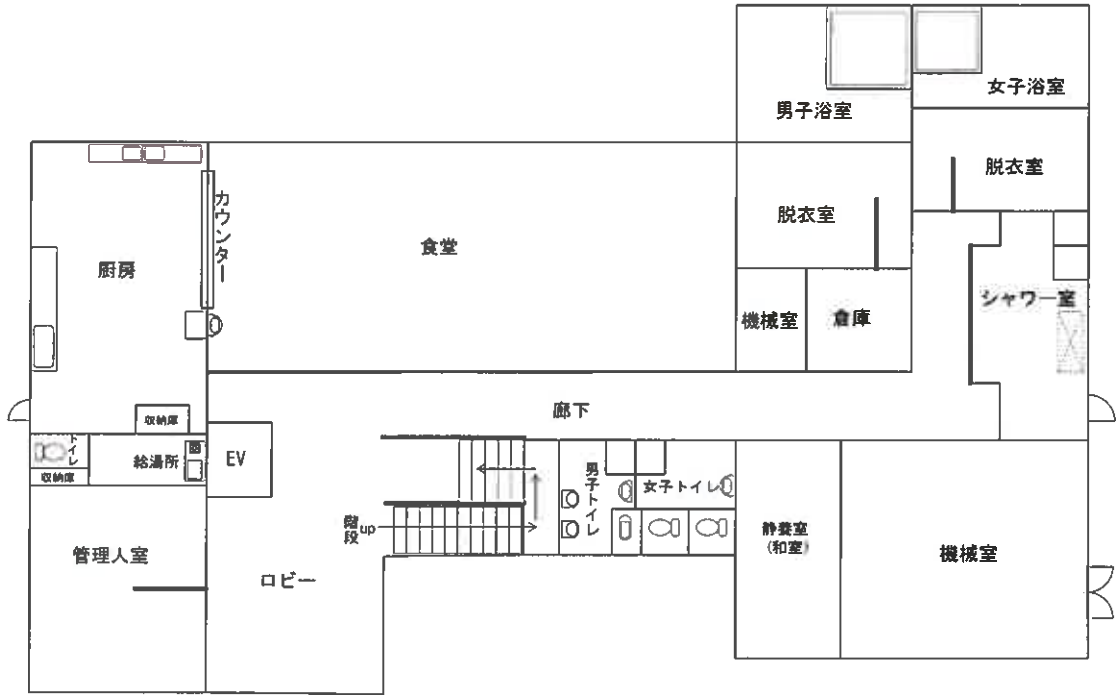 女子浴室
男子浴室
脱衣室
脱衣室
カウンター
食堂
厨房
シャワー室
機械室
倉庫
廊下
収納庫
トイレ
給湯所
収納庫
EV
男子トイレ
女子トイレ
階段up
静養室
(和室)
機械室
管理人室
ロビー